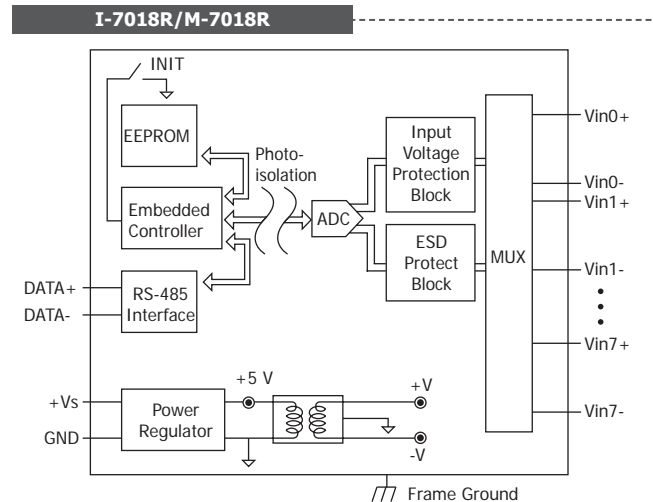 I-7018R/M-7018R
INIT
EEPROM
Photo-
isolation
Embedded
Controller
RS-485
Interface
DATA+
DATA-
ADC
Input
Voltage
Protection
Block
ESD
Protect
Block
MUX
Vin0+
Vin0-
Vin1+
Vin1-
Vin7+
Vin7-
+Vs
GND
Power
Regulator
+5 V
+V
-V
Frame Ground